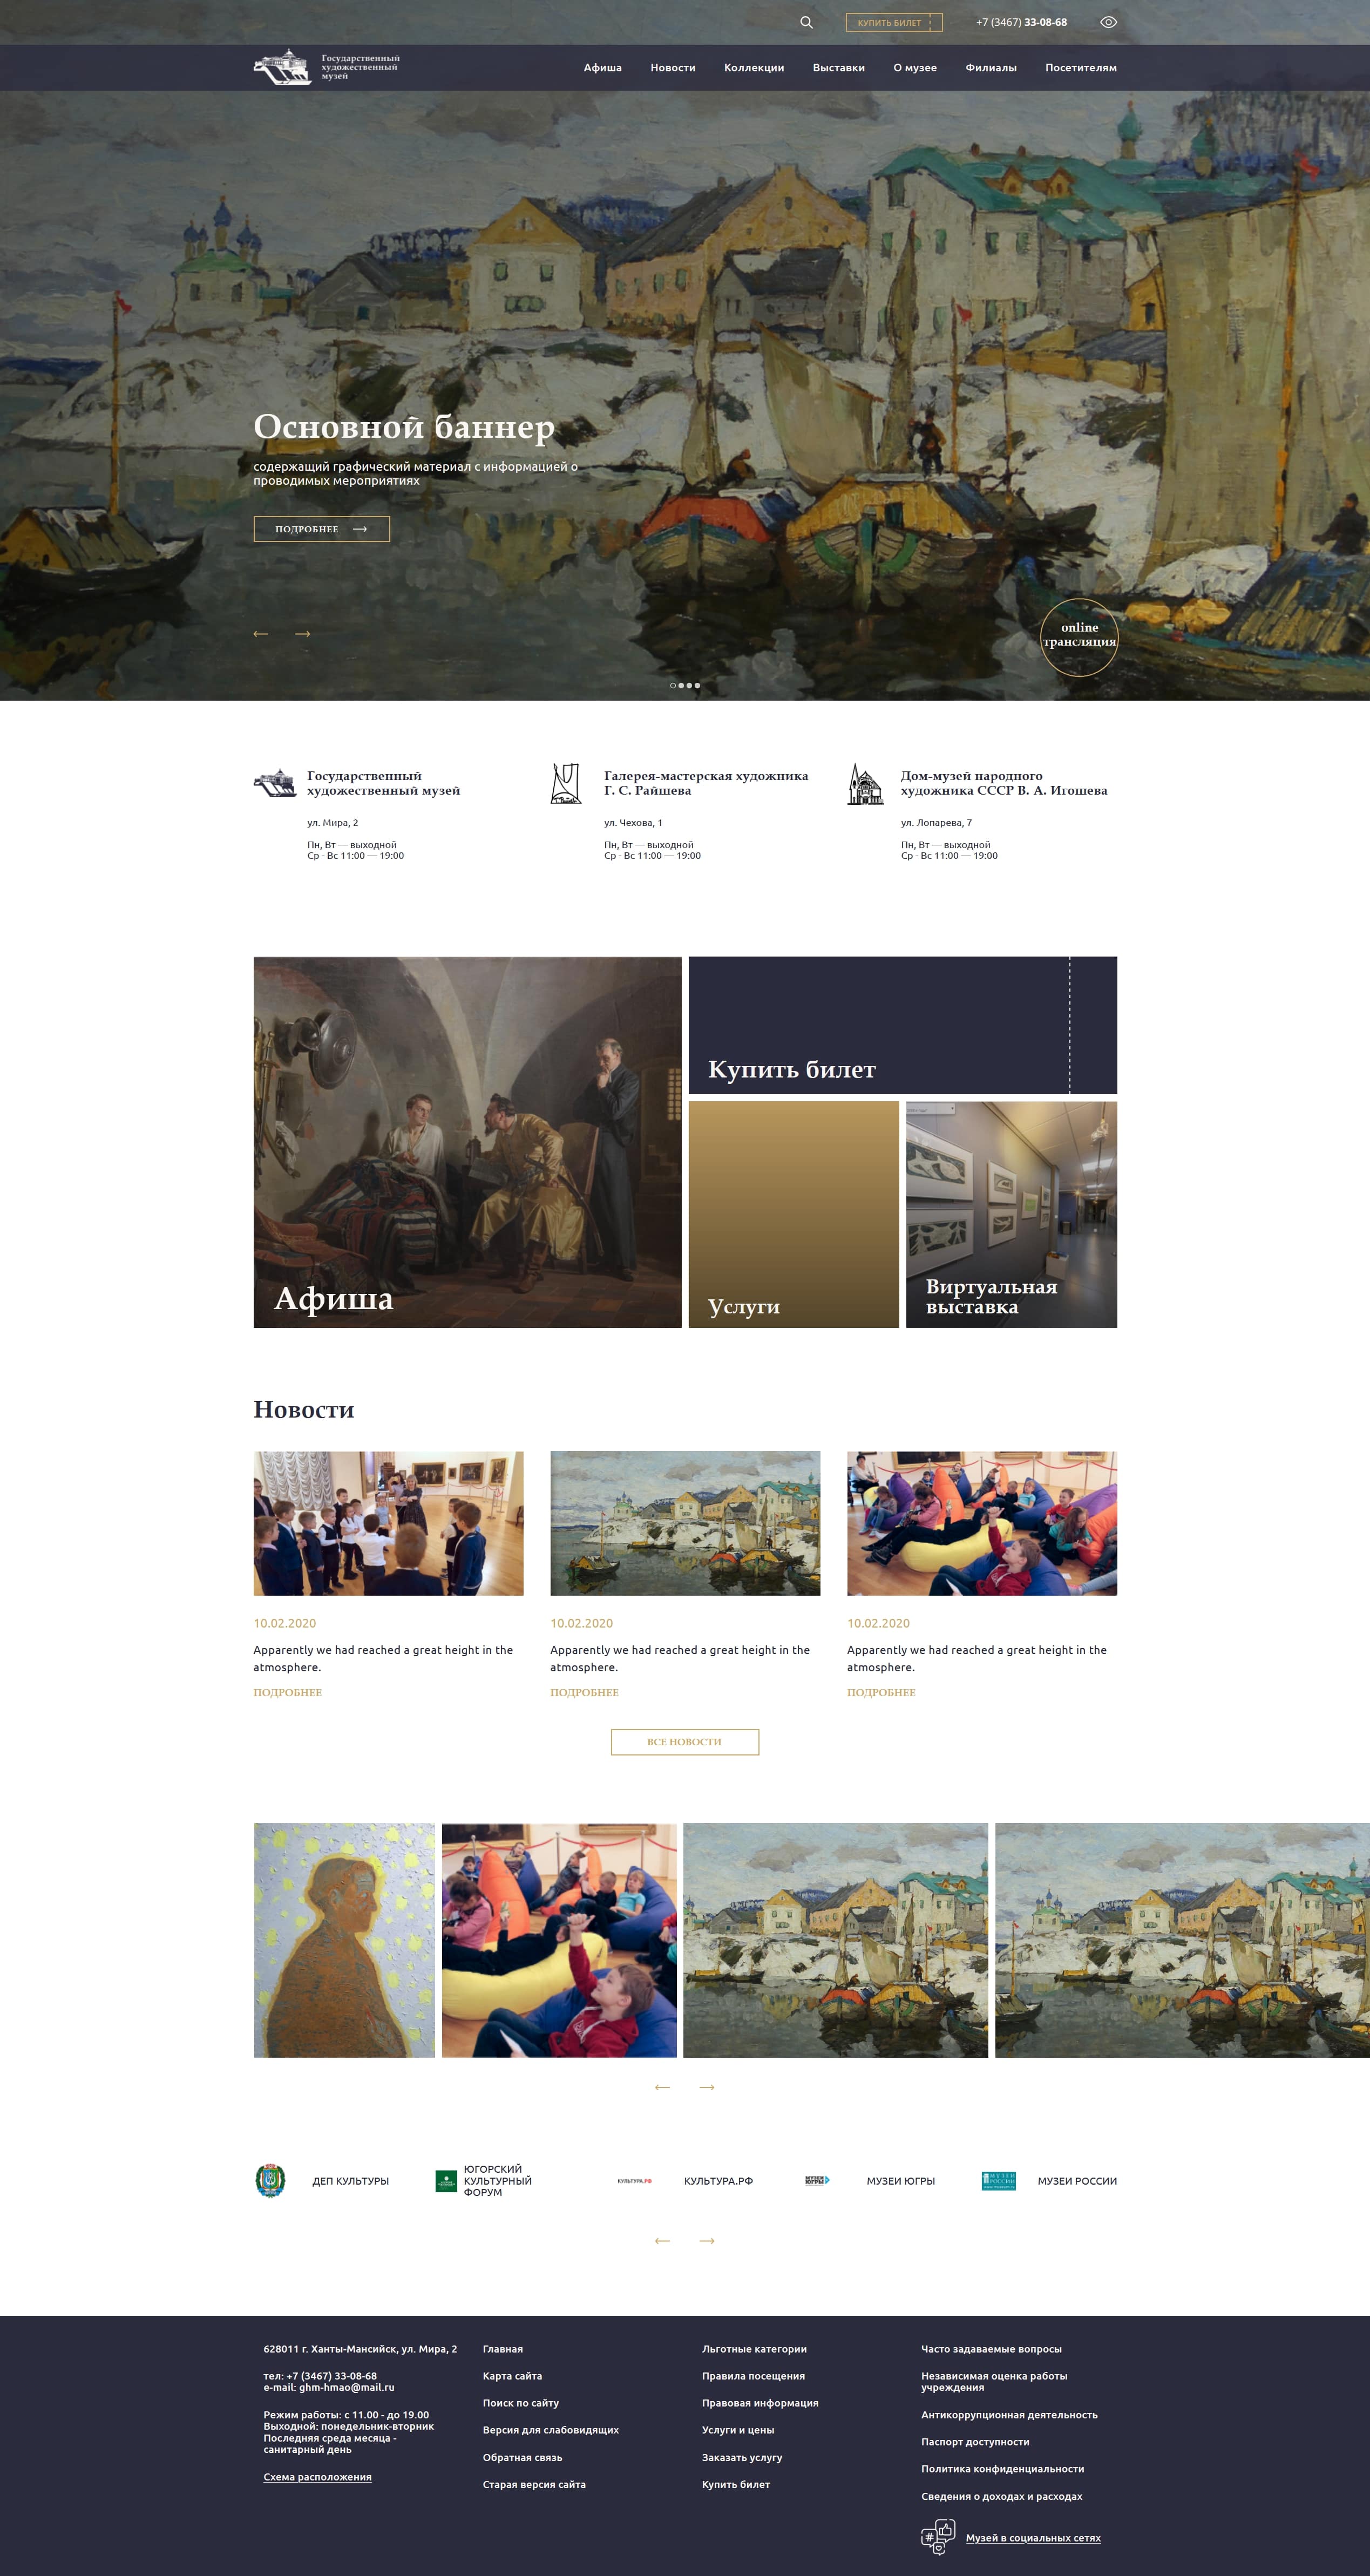 КУПИТЬ БИЛЕТ
+7 (3467) 33-08-68
Государственный
художественный
музей
Афиша
Новости
Коллекции
Выставки
О музее
Филиалы
Посетителям
Основной баннер
содержащий графический материал с информацией о
проводимых мероприятиях
ПОДРОБНЕЕ
online
трансляция
Государственный
художественный музей
ул. Мира, 2
Пн, Вт — выходной
Ср - Вс 11:00 — 19:00
Галерея-мастерская художника
Г. С. Райшева
ул. Чехова, 1
Пн, Вт — выходной
Ср - Вс 11:00 — 19:00
Дом-музей народного
художника СССР В. А. Игошева
ул. Лопарева, 7
Пн, Вт — выходной
Ср - Вс 11:00 — 19:00
Афиша
Купить билет
Услуги
Виртуальная
выставка
Новости
10.02.2020
Apparently we had reached a great height in the
atmosphere.
ПОДРОБНЕЕ
10.02.2020
Apparently we had reached a great height in the
atmosphere.
ПОДРОБНЕЕ
10.02.2020
Apparently we had reached a great height in the
atmosphere.
ПОДРОБНЕЕ
ВСЕ НОВОСТИ
ДЕП КУЛЬТУРЫ
ЮГОРСКИЙ
КУЛЬТУРНЫЙ
ФОРУМ
КУЛЬТУРА.РФ
КУЛЬТУРА.РФ
МУЗЕИ
ЮГРЫ
МУЗЕИ ЮГРЫ
МУЗЕИ
РОССИИ
МУЗЕИ РОССИИ
628011 г. Ханты-Мансийск, ул. Мира, 2
тел: +7 (3467) 33-08-68
e-mail: ghm-hmao@mail.ru
Режим работы: с 11.00 - до 19.00
Выходной: понедельник-вторник
Последняя среда месяца -
санитарный день
Схема расположения
Главная
Карта сайта
Поиск по сайту
Версия для слабовидящих
Обратная связь
Старая версия сайта
Льготные категории
Правила посещения
Правовая информация
Услуги и цены
Заказать услугу
Купить билет
Часто задаваемые вопросы
Независимая оценка работы
учреждения
Антикоррупционная деятельность
Паспорт доступности
Политика конфиденциальности
Сведения о доходах и расходах
#
Музей в социальных сетях